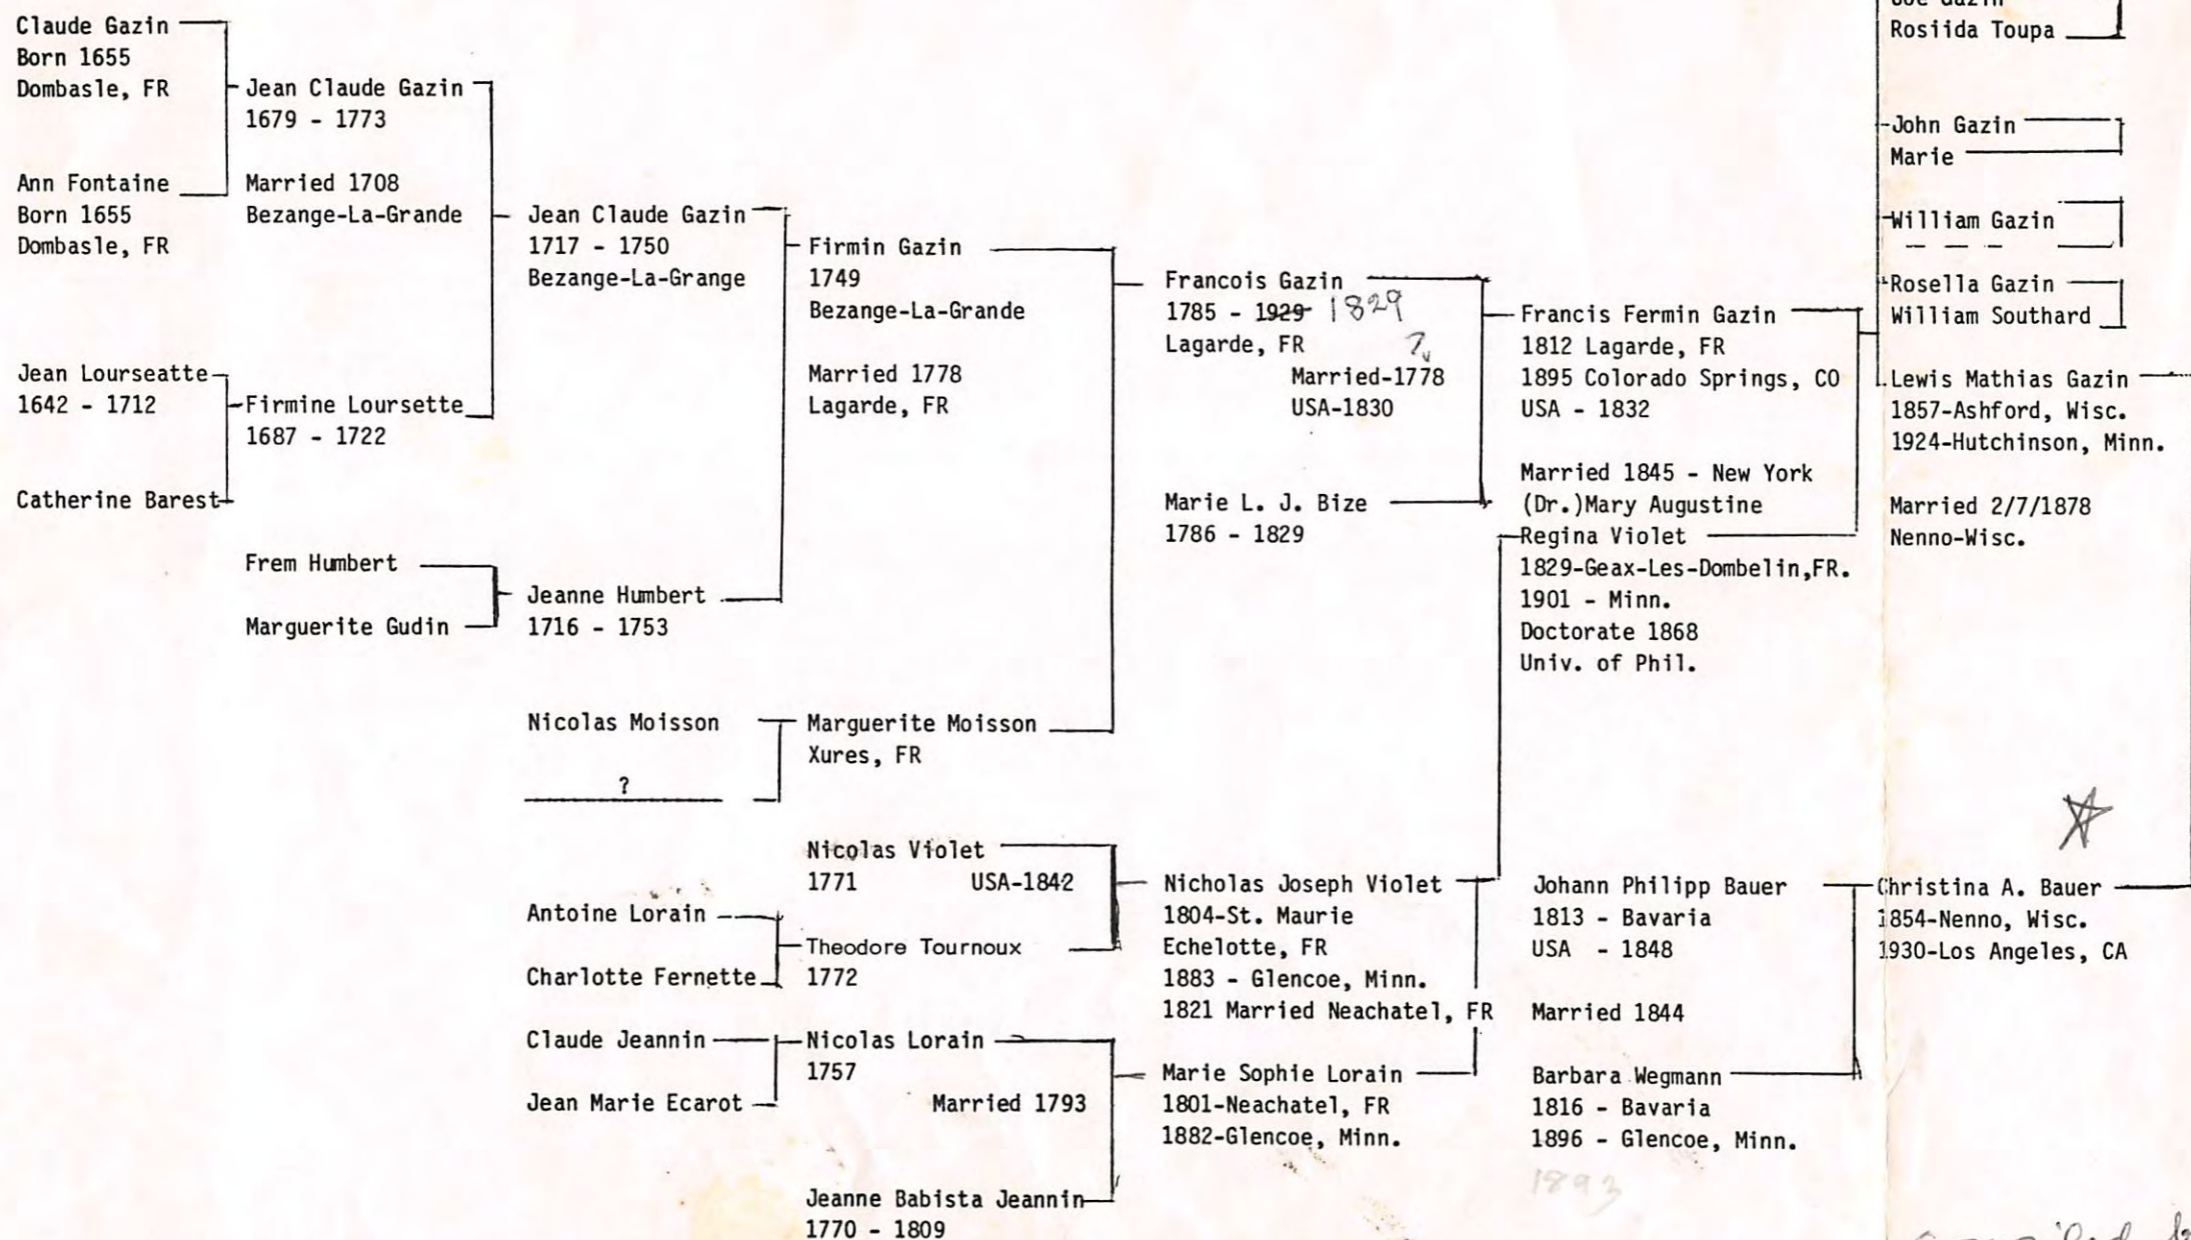 Claude Gazin
Born 1655
Dombasle, FR
Ann Fontaine
Born 1655
Dombasle, FR
Jean Lourseatte
1642 - 1712
Catherine Barest
Jean Claude Gazin
1679 - 1773
Married 1708
Bezange-La-Grande
Firmine Loursette
1687 - 1722
Frem Humbert
Marguerite Gudin
Jean Claude Gazin
1717 - 1750
Bezange-La-Grange
Jeanne Humbert
1716 - 1753
Nicolas Moisson
?
Antoine Lorain
Charlotte Fernette
Claude Jeannin
Jean Marie Ecarot
Firmin Gazin
1749
Bezange-La-Grande
Married 1778
Lagarde, FR
Marguerite Moisson
Xures, FR
Nicolas Violet
1771 USA-1842
Theodore Tournoux
1772
Nicolas Lorain
1757
Married 1793
Jeanne Babista Jeannin
1770 - 1809
Francois Gazin
1785 - 1929 1829
Lagarde, FR ?
Married-1778
USA-1830
Marie L. J. Bize
1786 - 1829
Nicholas Joseph Violet
1804-St. Maurie
Echelotte, FR
1883 - Glencoe, Minn.
1821 Married Neachatel, FR
Marie Sophie Lorain
1801-Neachatel, FR
1882-Glencoe, Minn.
Francis Fermin Gazin
1812 Lagarde, FR
1895 Colorado Springs, CO
USA - 1832
Married 1845 - New York
(Dr.)Mary Augustine
Regina Violet
1829-Geax-Les-Dombelin,FR.
1901 - Minn.
Doctorate 1868
Univ. of Phil.
Johann Philipp Bauer
1813 - Bavaria
USA - 1848
Married 1844
Barbara Wegmann
1816 - Bavaria
1896 - Glencoe, Minn.
1893
Joe Gazin
Rosiida Toupa
John Gazin
Marie
William Gazin
Rosella Gazin
William Southard
Lewis Mathias Gazin
1857-Ashford, Wisc.
1924-Hutchinson, Minn.
Married 2/7/1878
Nenno-Wisc.
Christina A. Bauer
1854-Nenno, Wisc.
1930-Los Angeles, CA